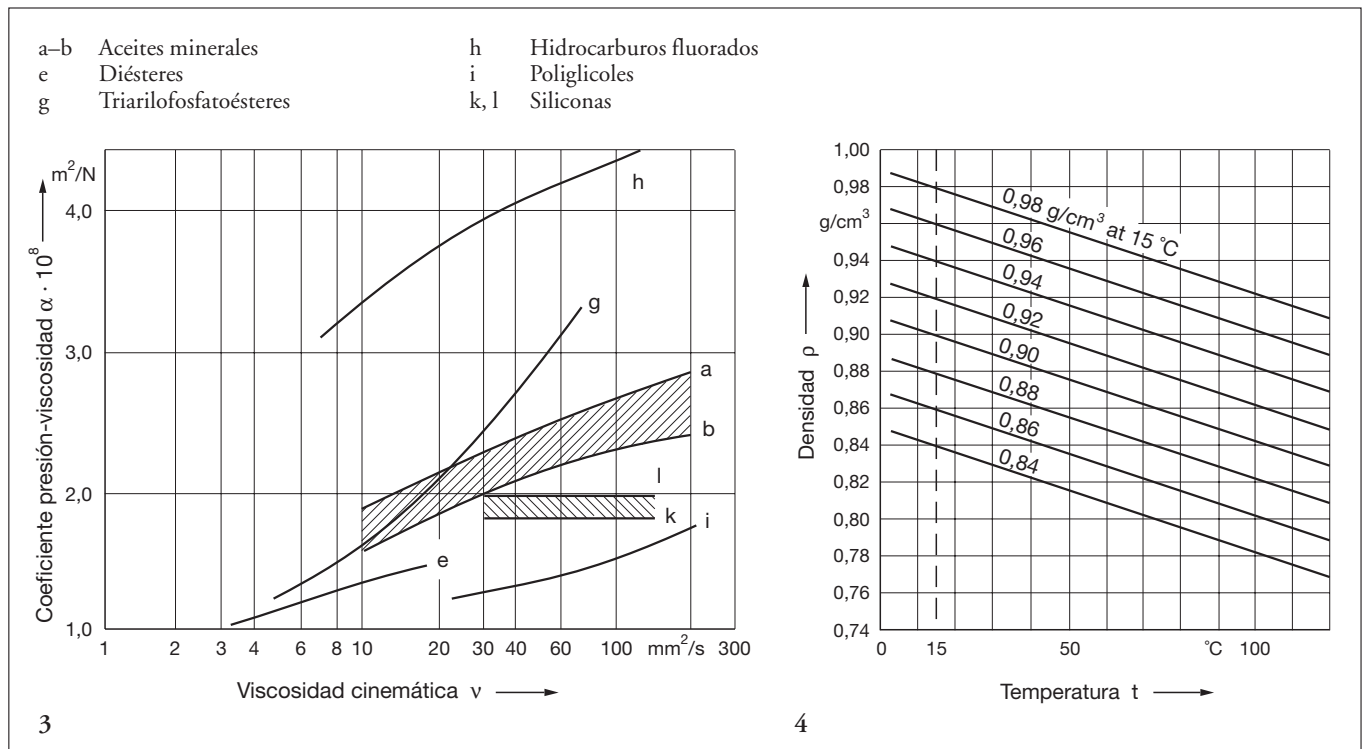 a–b Aceites minerales
e Diésteres
g Triarilofosfatoésteres
h Hidrocarburos fluorados
i Poliglicoles
k, l Siliconas
m²/N
4,0
3,0
2,0
1,0
Coeficiente presión-viscosidad α · 10⁸
h
g
a
b
l
k
i
e
1 2 3 4 6 8 10 20 30 40 60 100 mm²/s 300
Viscosidad cinemática ν
3
1,00
0,98
g/cm³
0,96
0,94
0,92
0,90
0,88
0,86
0,84
0,82
0,80
0,78
0,76
0,74
Densidad ρ
0,98 g/cm³ at 15 °C
0,96
0,94
0,92
0,90
0,88
0,86
0,84
0 15 50 °C 100
Temperatura t
4